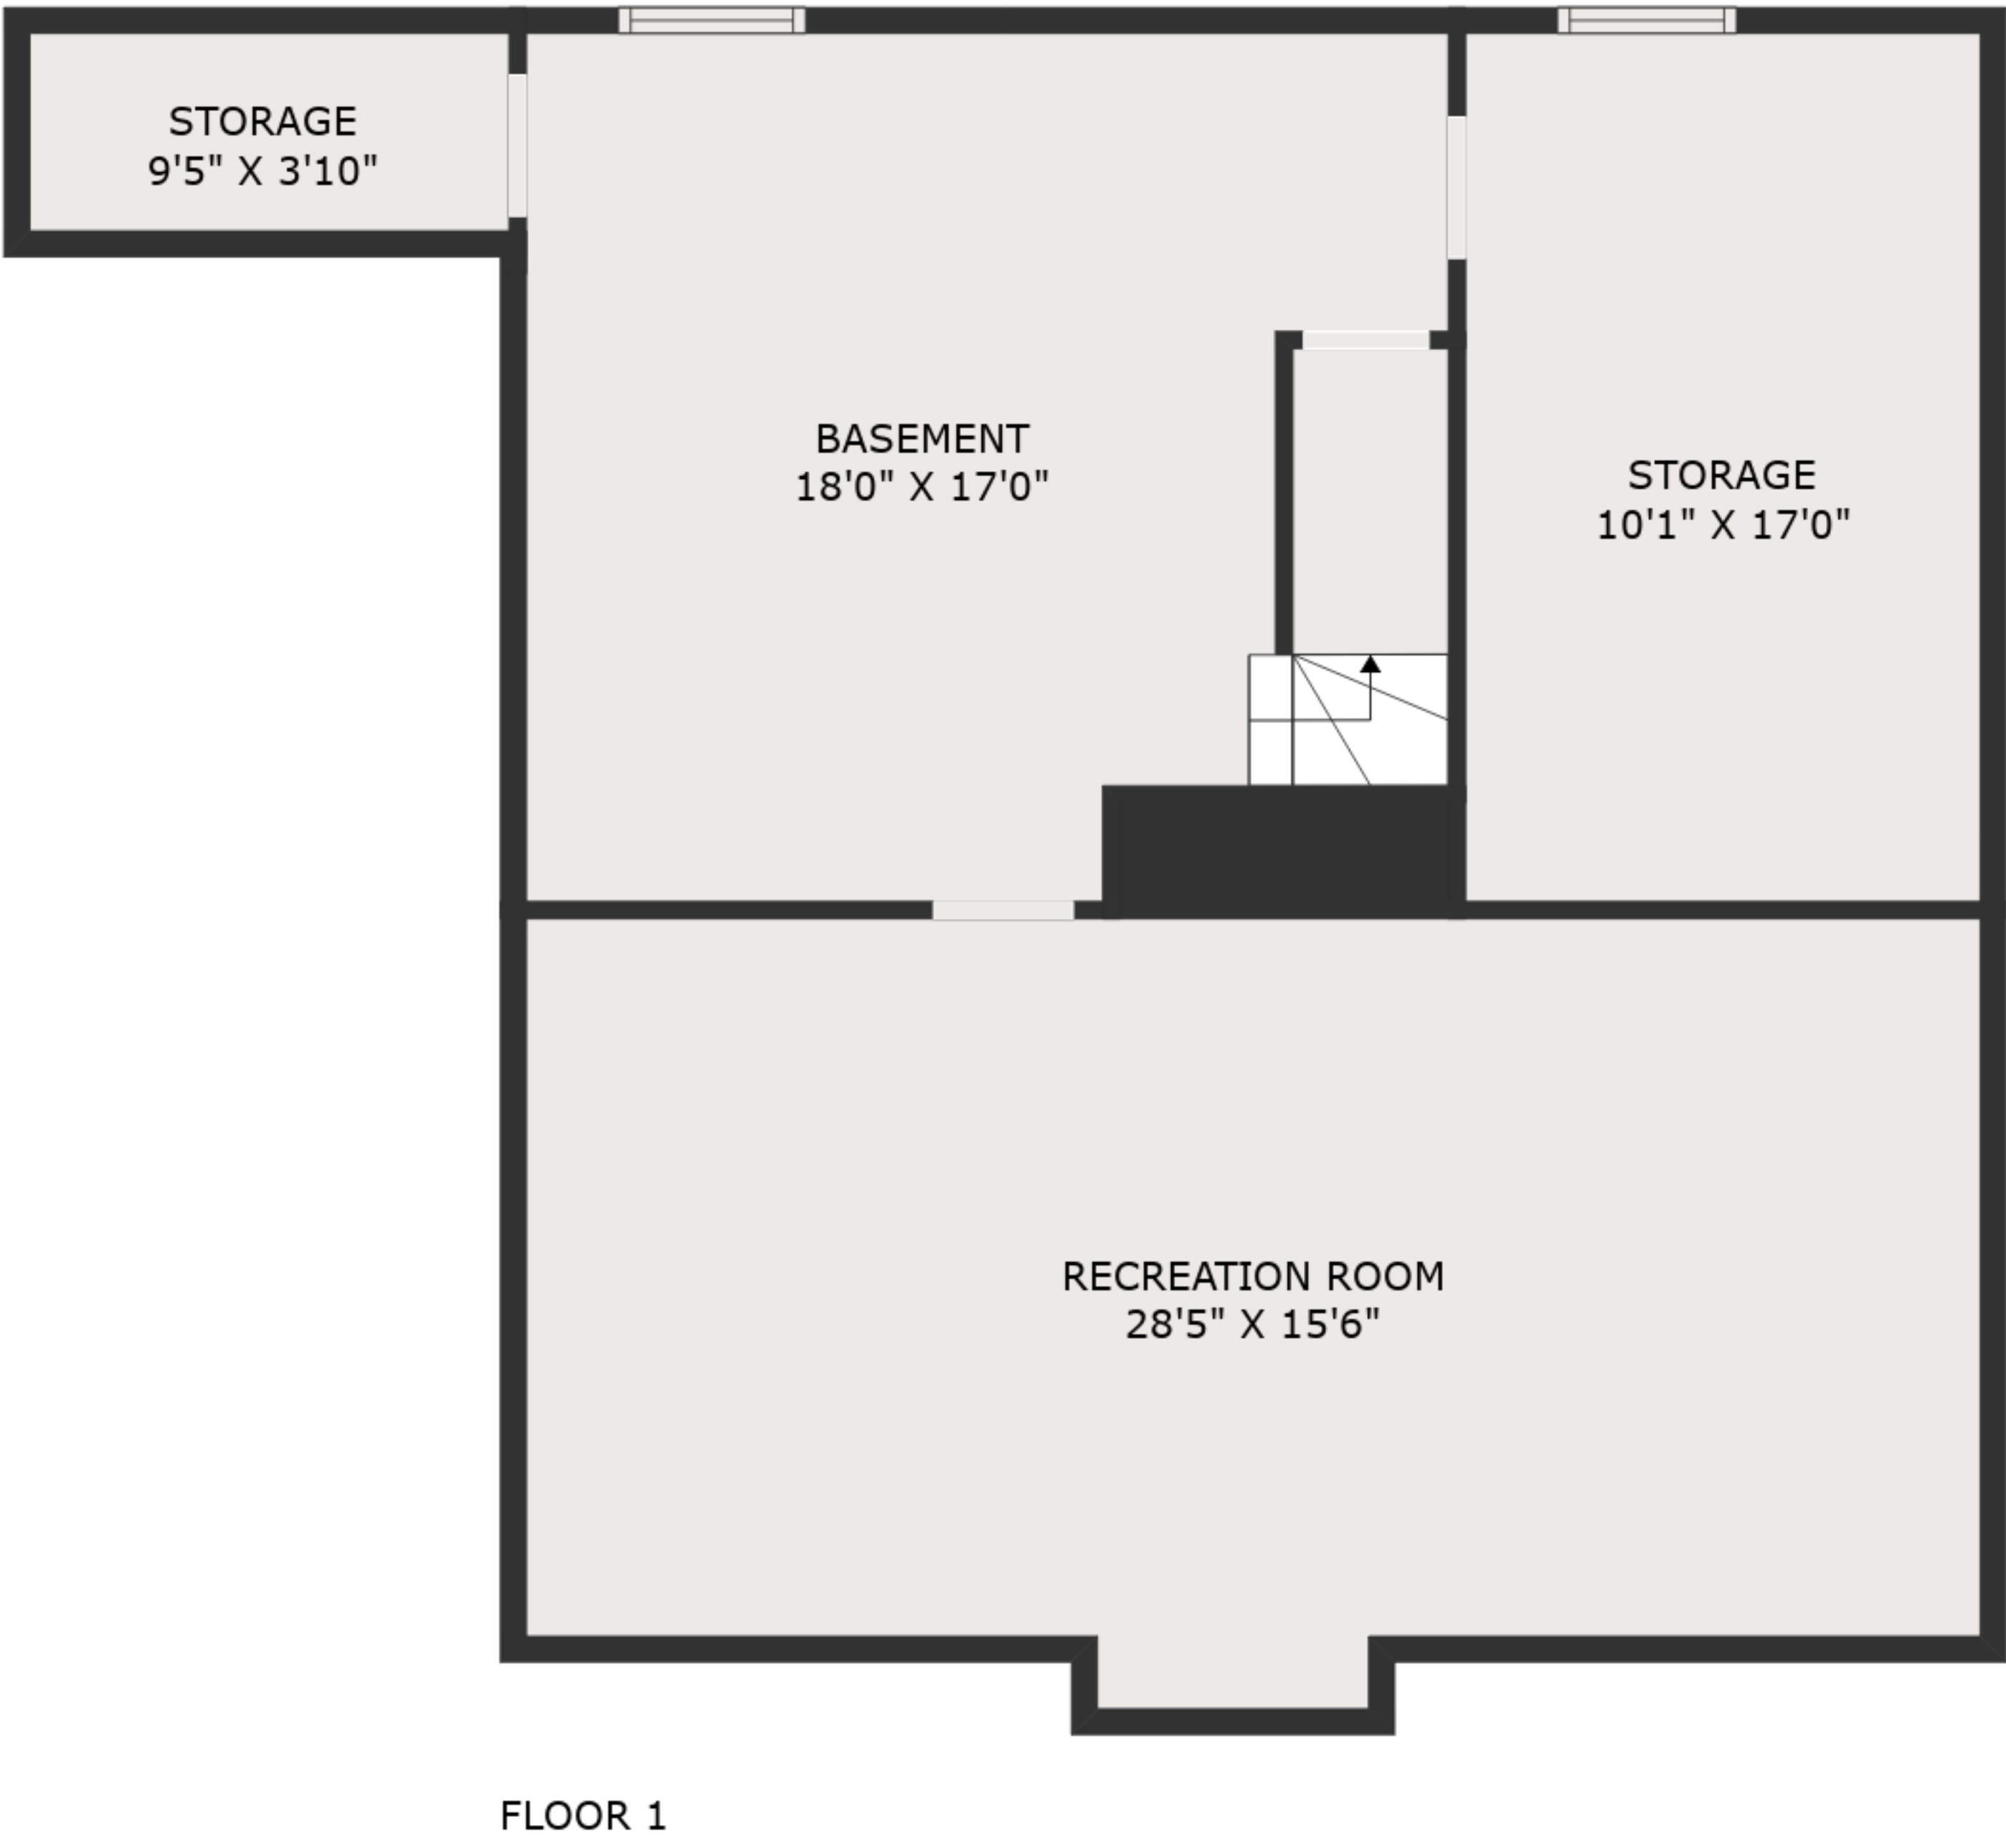 STORAGE
9'5" X 3'10"
BASEMENT
18'0" X 17'0"
STORAGE
10'1" X 17'0"
RECREATION ROOM
28'5" X 15'6"
FLOOR 1